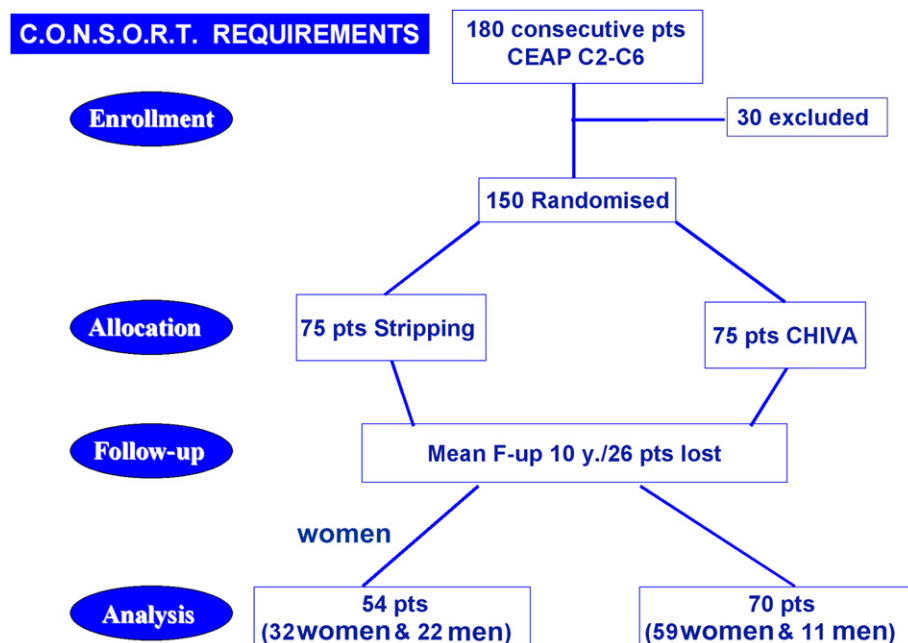 C.O.N.S.O.R.T. REQUIREMENTS
180 consecutive pts
CEAP C2-C6
Enrollment
30 excluded
150 Randomised
Allocation
75 pts Stripping
75 pts CHIVA
Follow-up
Mean F-up 10 y./26 pts lost
women
Analysis
54 pts
(32women & 22 men)
70 pts
(59women & 11 men)